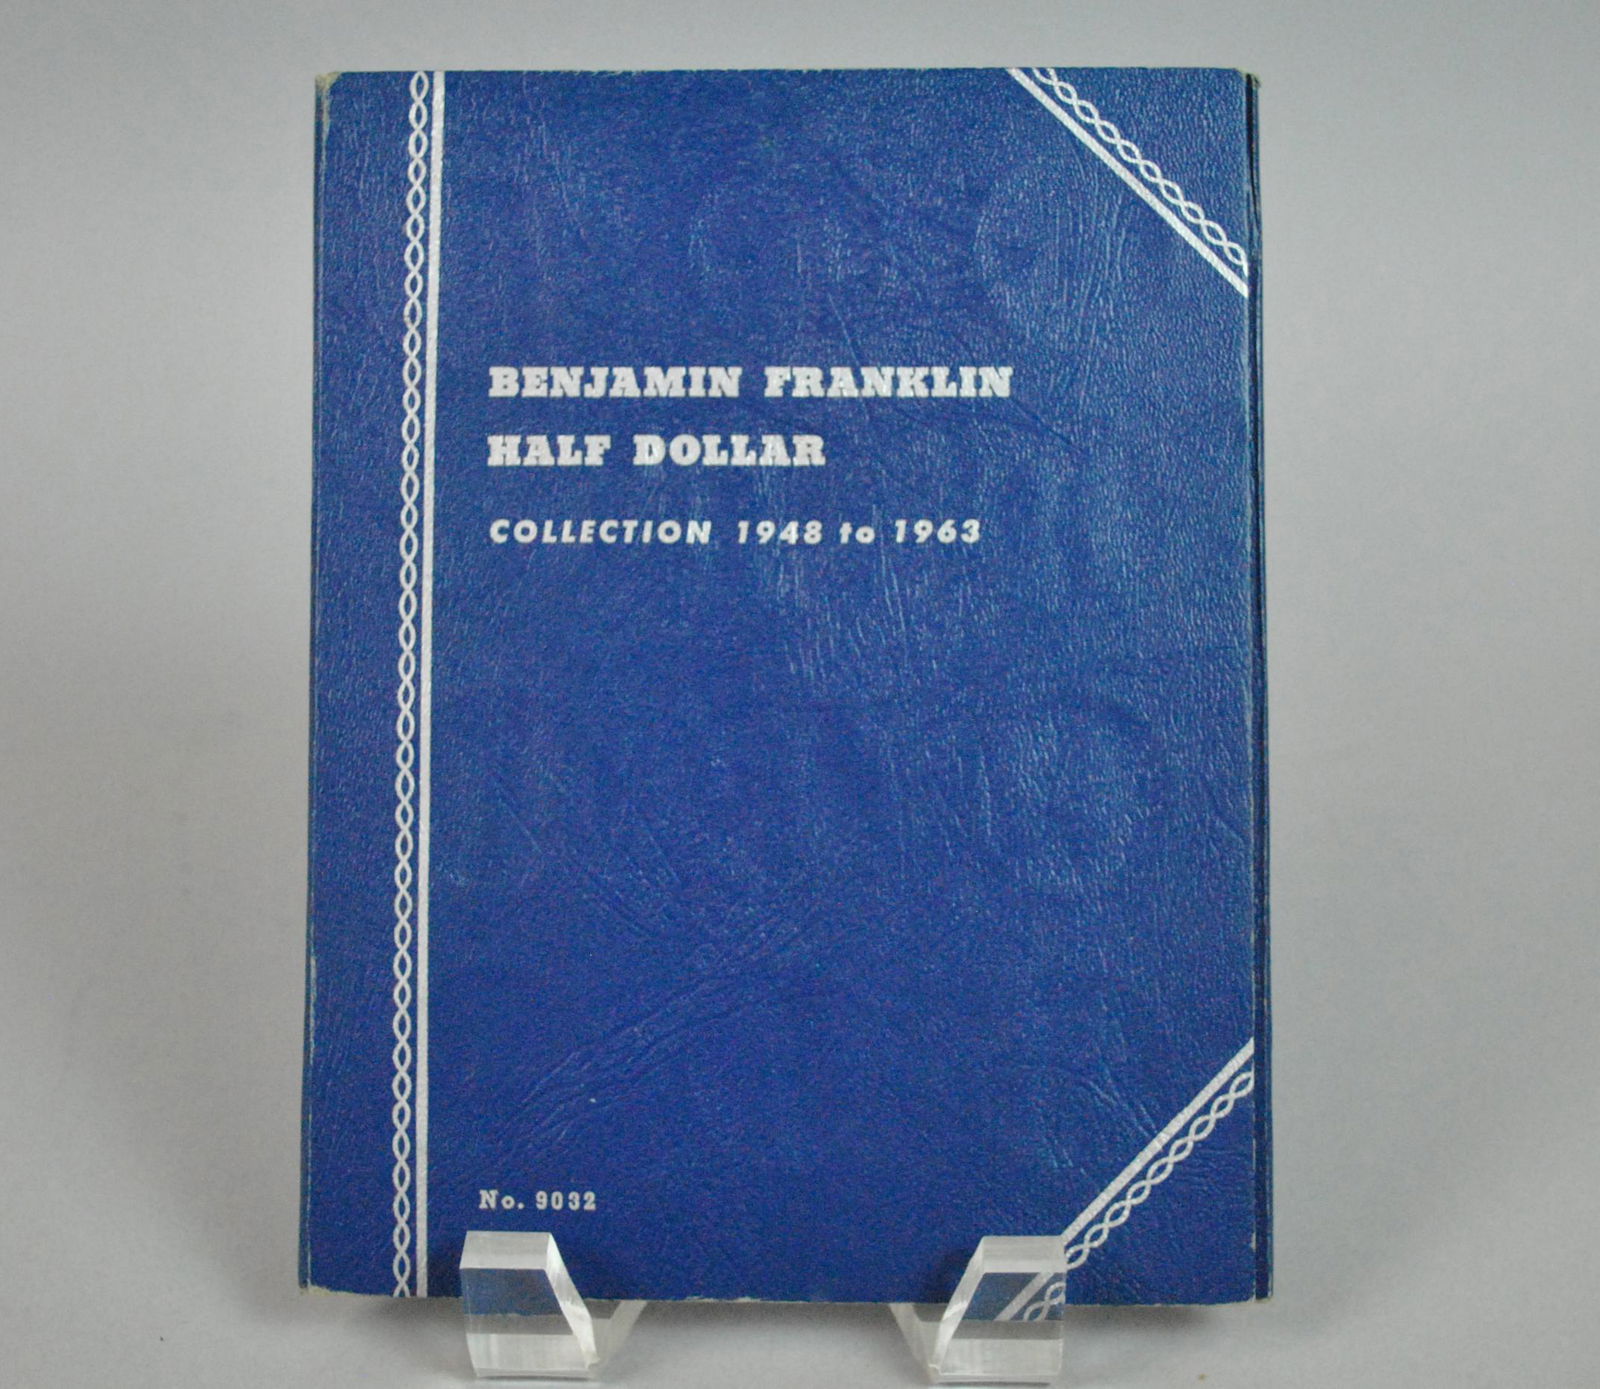 BENJAMIN FRANKLIN
HALF DOLLAR
COLLECTION 1948 to 1963
No. 9032